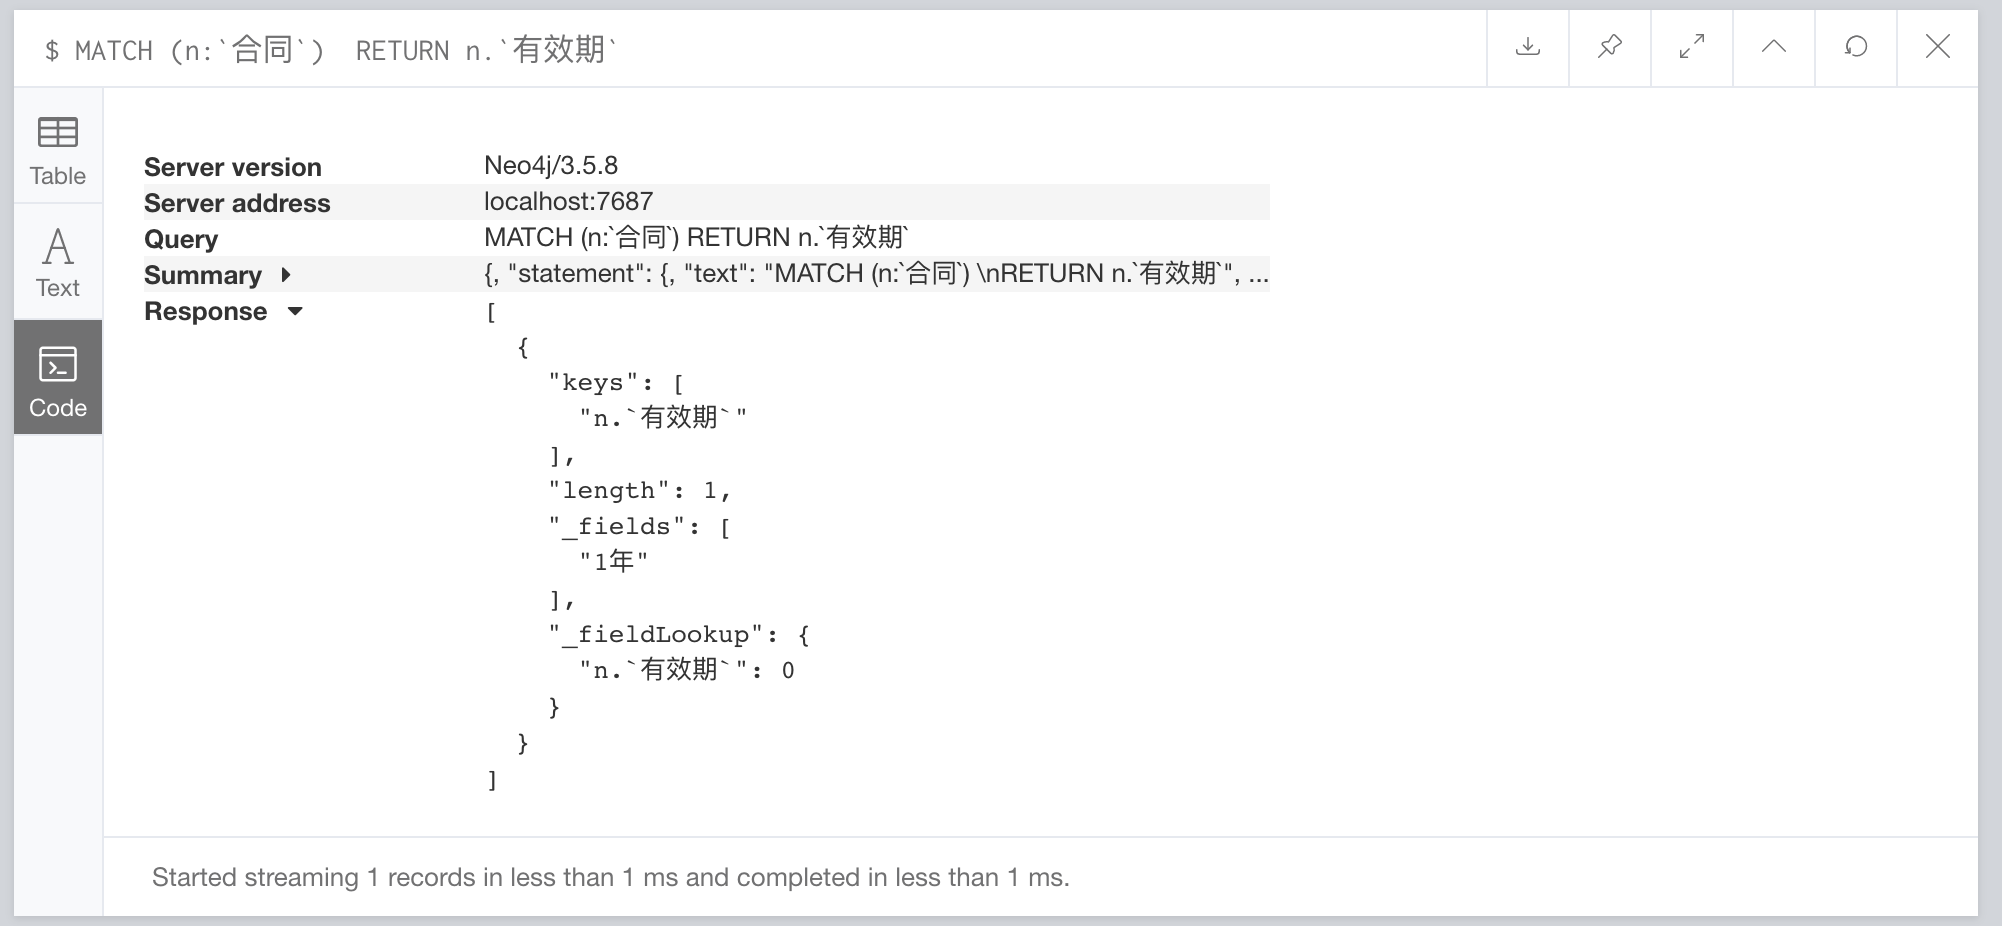 $ MATCH (n:`合同`)  RETURN n.`有效期`
Table
Text
Code
Server version Neo4j/3.5.8
Server address localhost:7687
Query MATCH (n:`合同`) RETURN n.`有效期`
Summary {, "statement": {, "text": "MATCH (n:`合同`) \nRETURN n.`有效期`", ...
Response [
{
"keys": [
"n.`有效期`"
],
"length": 1,
"_fields": [
"1年"
],
"_fieldLookup": {
"n.`有效期`": 0
}
}
]
Started streaming 1 records in less than 1 ms and completed in less than 1 ms.